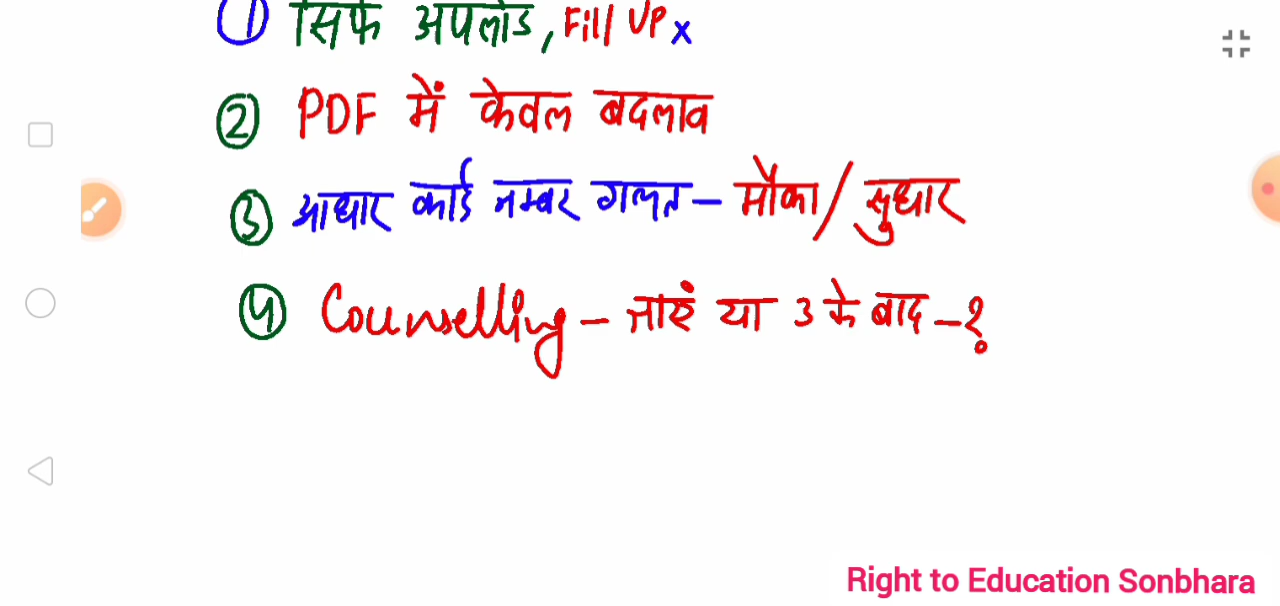 ① सिर्फ अपलोड, Fill UP x
② PDF में केवल बदलाव
③ आधार कार्ड नम्बर गलत - मौका / सुधार
④ Counselling - जाएं या 3 के बाद - ?
Right to Education Sonbhara